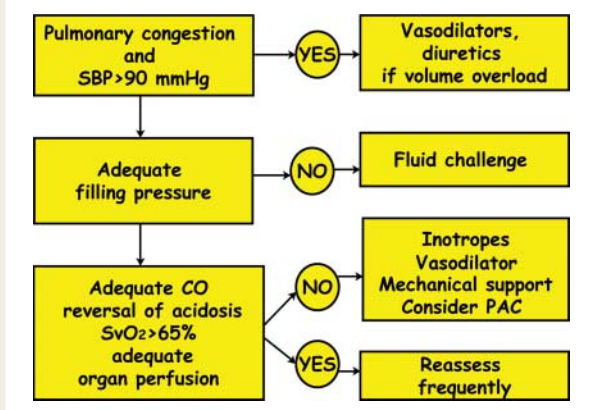 Pulmonary congestion
and
SBP>90 mmHg
YES
Vasodilators,
diuretics
if volume overload
Adequate
filling pressure
NO
Fluid challenge
Adequate CO
reversal of acidosis
SvO₂>65%
adequate
organ perfusion
NO
Inotropes
Vasodilator
Mechanical support
Consider PAC
YES
Reassess
frequently